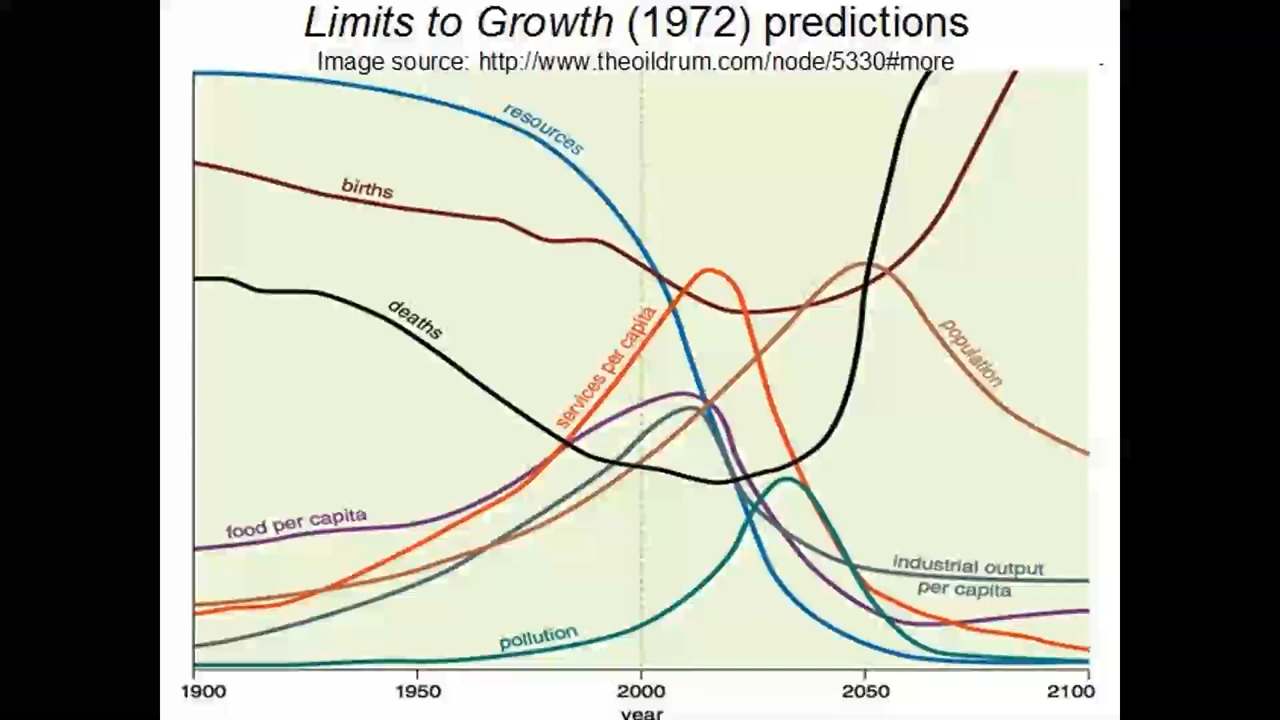 Limits to Growth (1972) predictions
Image source: http://www.theoildrum.com/node/5330#more
resources
births
deaths
services per capita
population
food per capita
industrial output
per capita
pollution
1900 1950 2000 2050 2100
year